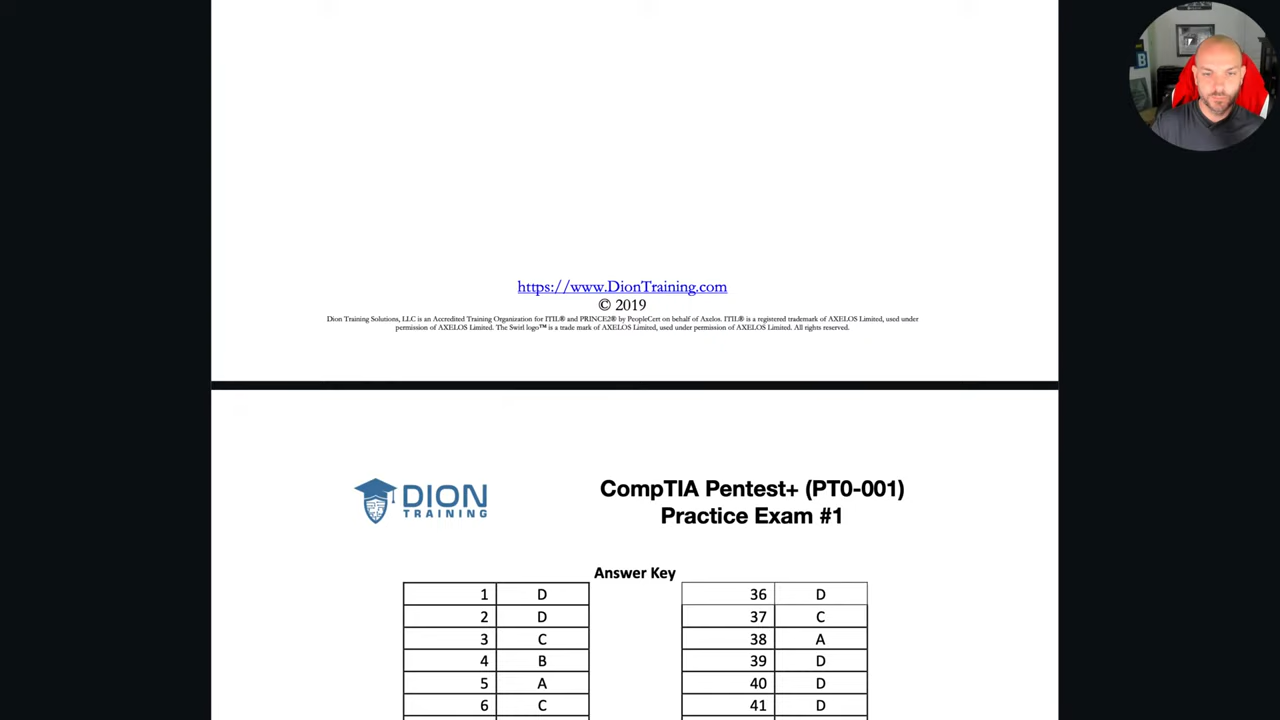 https://www.DionTraining.com
© 2019
Dion Training Solutions, LLC is an Accredited Training Organization for ITIL® and PRINCE2® by PeopleCert on behalf of Axelos. ITIL® is a registered trademark of AXELOS Limited, used under
permission of AXELOS Limited. The Swirl logo™ is a trade mark of AXELOS Limited, used under permission of AXELOS Limited. All rights reserved.
DION
TRAINING
CompTIA Pentest+ (PT0-001)
Practice Exam #1
Answer Key
1 D 36 D
2 D 37 C
3 C 38 A
4 B 39 D
5 A 40 D
6 C 41 D